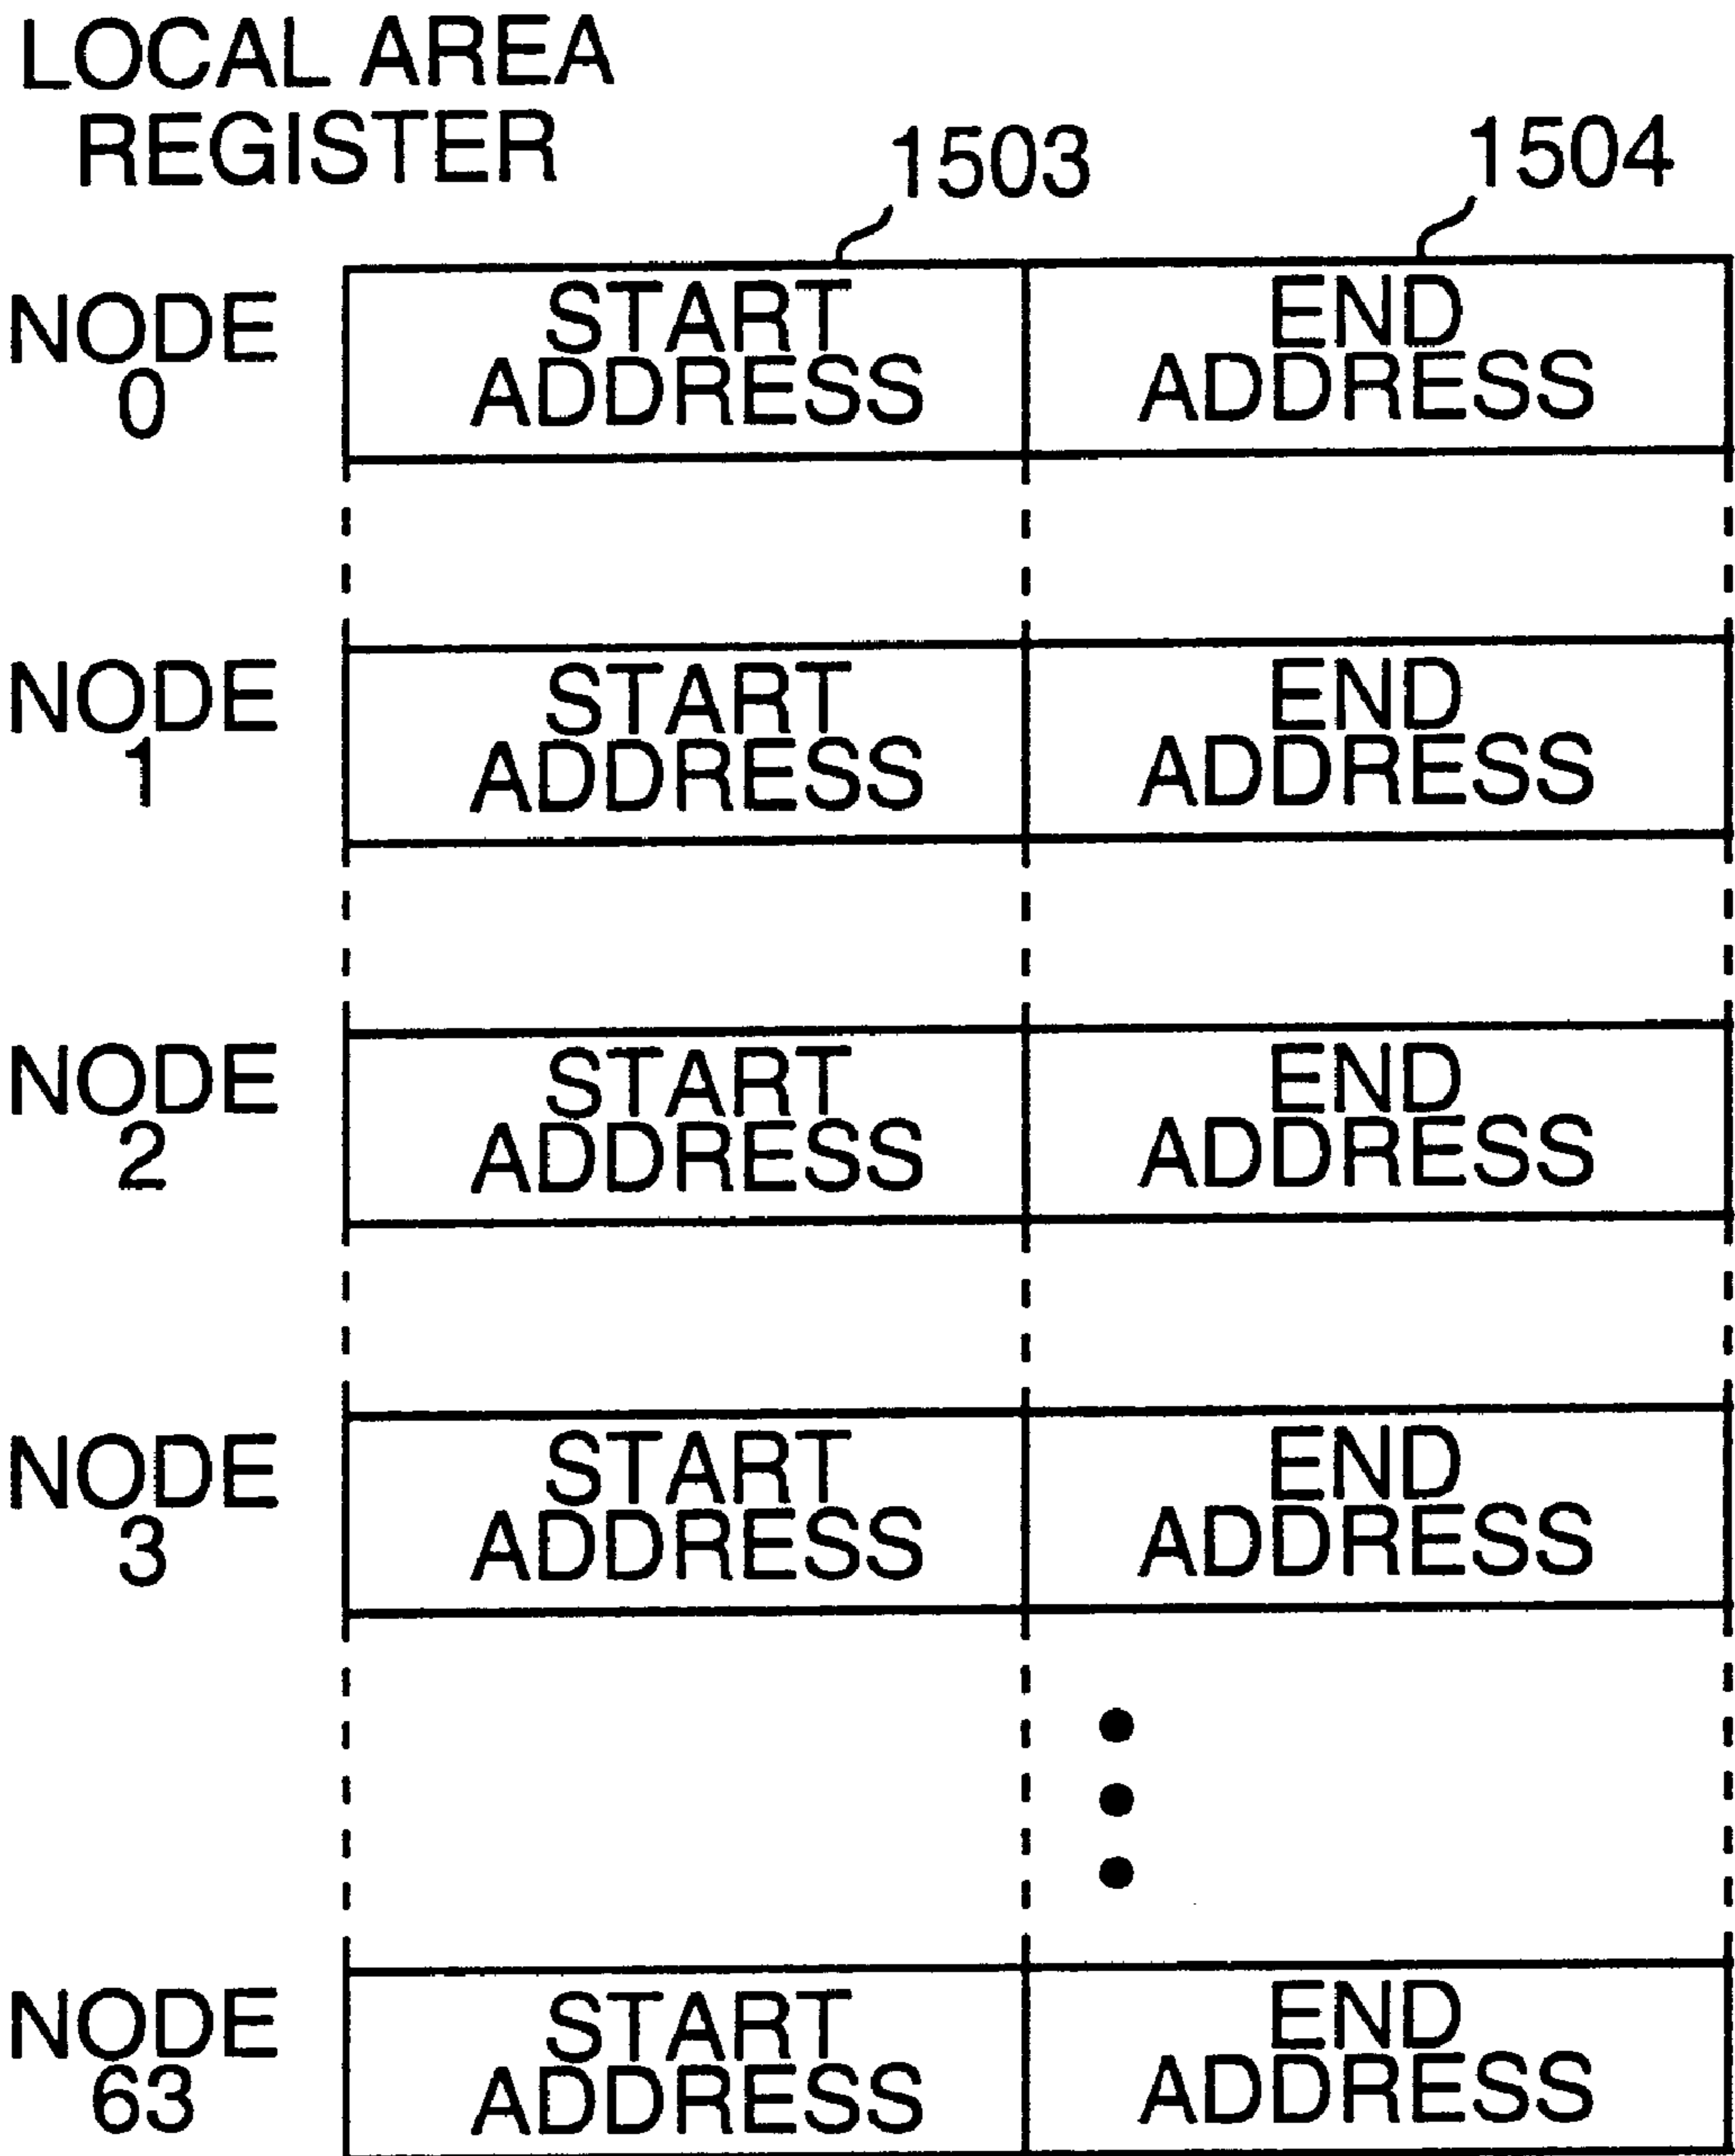 LOCAL AREA
REGISTER
1503
1504
NODE
0
START
ADDRESS
END
ADDRESS
NODE
1
START
ADDRESS
END
ADDRESS
NODE
2
START
ADDRESS
END
ADDRESS
NODE
3
START
ADDRESS
END
ADDRESS
NODE
63
START
ADDRESS
END
ADDRESS